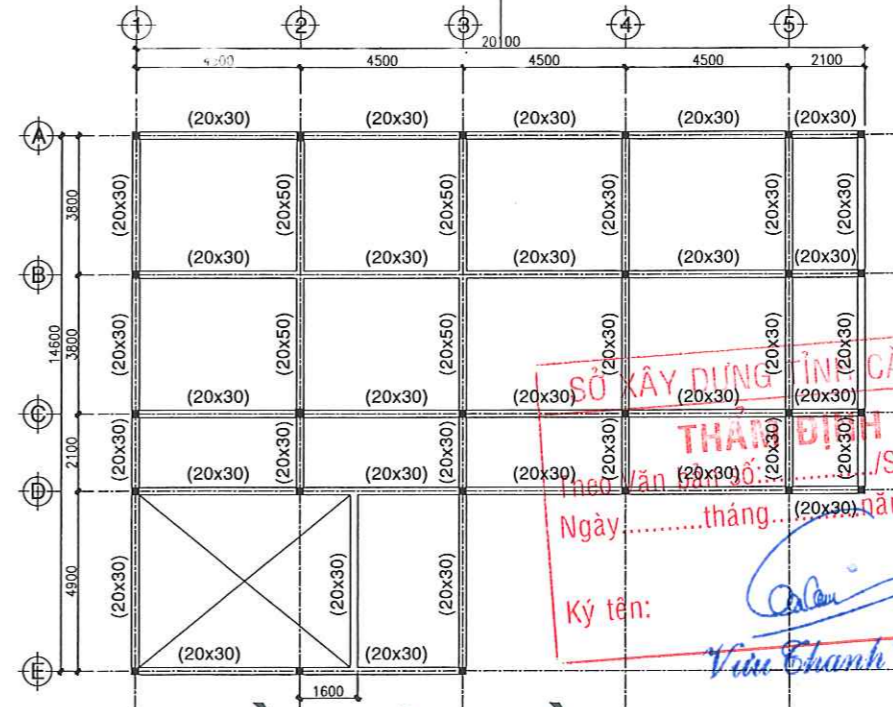 1 2 3 4 5
20100
4500 4500 4500 2100
(20x30) (20x30) (20x30) (20x30) (20x30)
A
3800
(20x30) (20x50) (20x50) (20x30) (20x30) (20x30)
(20x30) (20x30) (20x30) (20x30) (20x30)
B
14600
3800
(20x30) (20x50) (20x50) (20x30) (20x30) (20x30)
(20x30) (20x30) (20x30) (20x30) (20x30)
C
2100
(20x30) (20x30) (20x30) (20x30) (20x30) (20x30)
(20x30) (20x30) (20x30) (20x30)
D
(20x30)
4900
(20x30) (20x30) (20x30)
(20x30) (20x30)
E
1600
SỞ XÂY DỰNG TỈNH CÀ
THẨM ĐỊNH
Theo Văn bản số:............/S
Ngày..........tháng..........năm
Ký tên:
Vưu Thanh